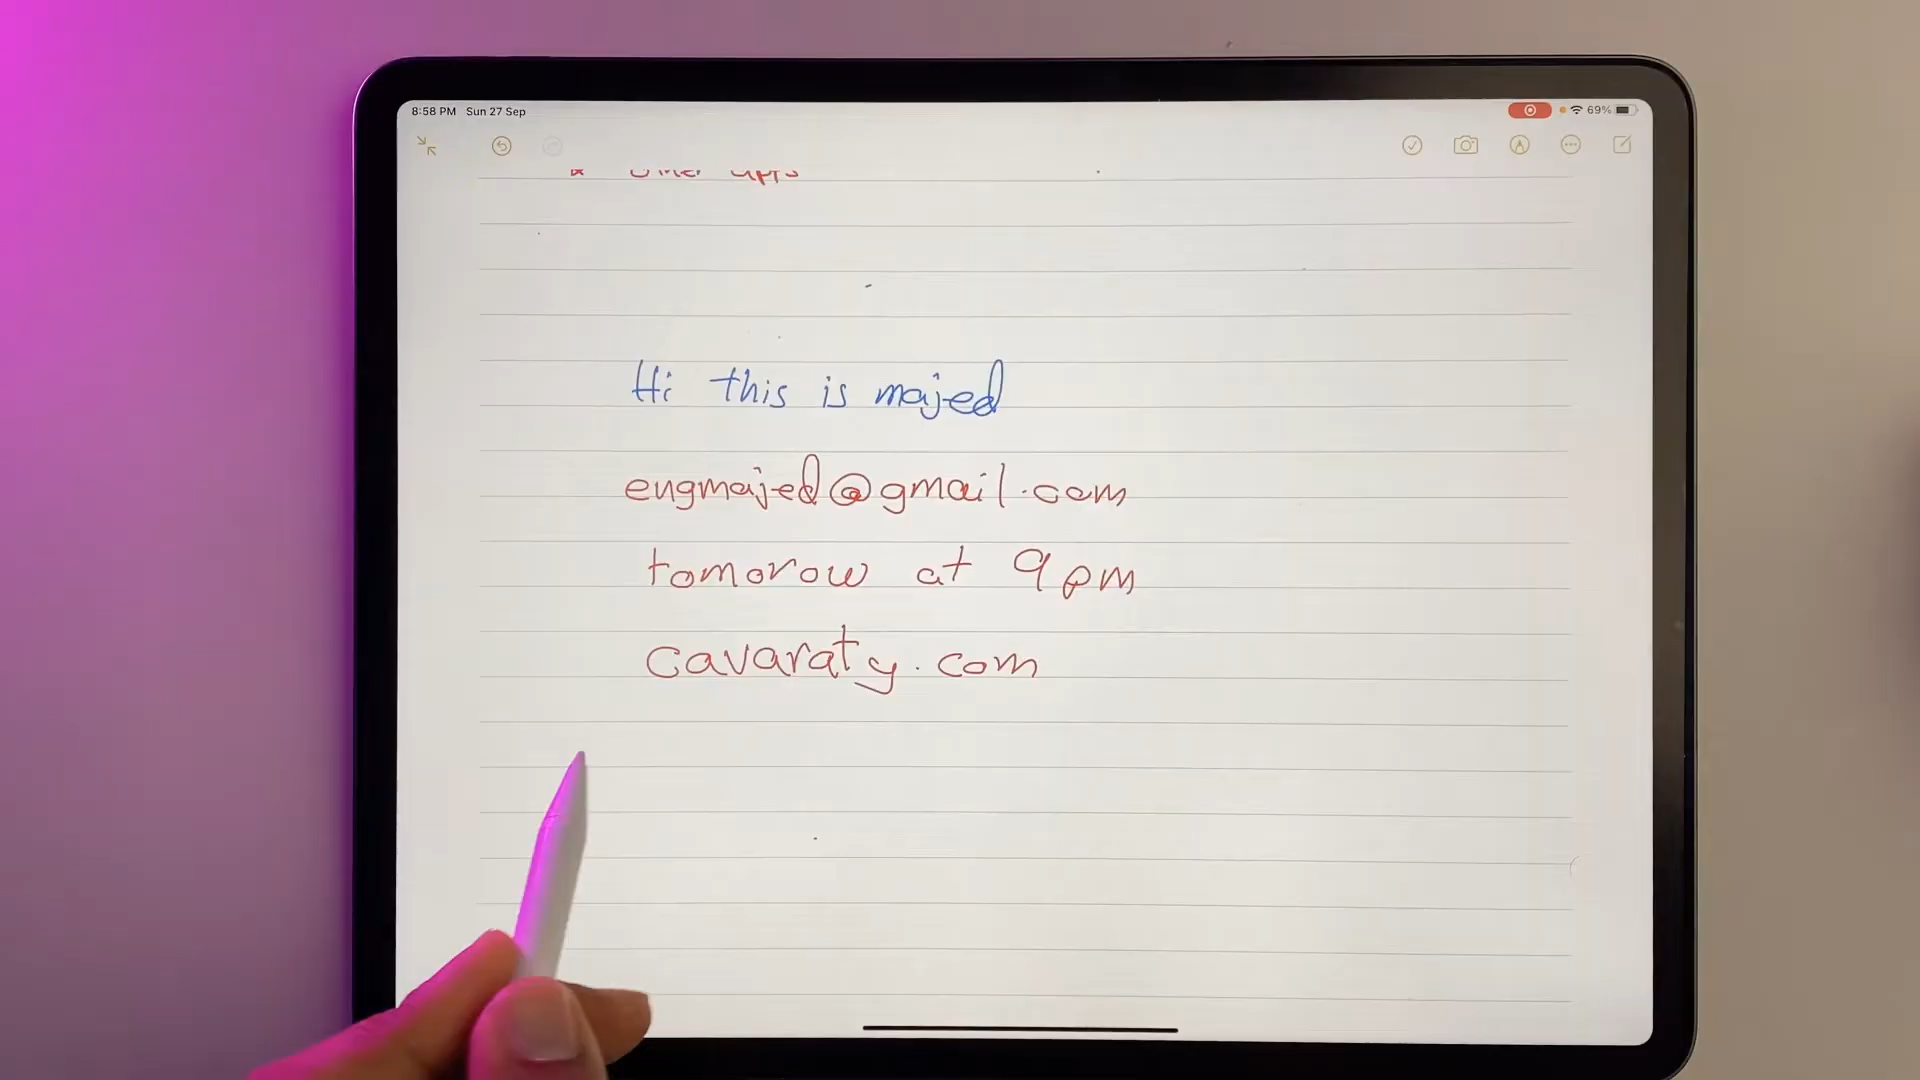 8:58 PM Sun 27 Sep
69%
Hi this is majed
engmajed@gmail.com
tomorow at 9pm
cavaraty.com